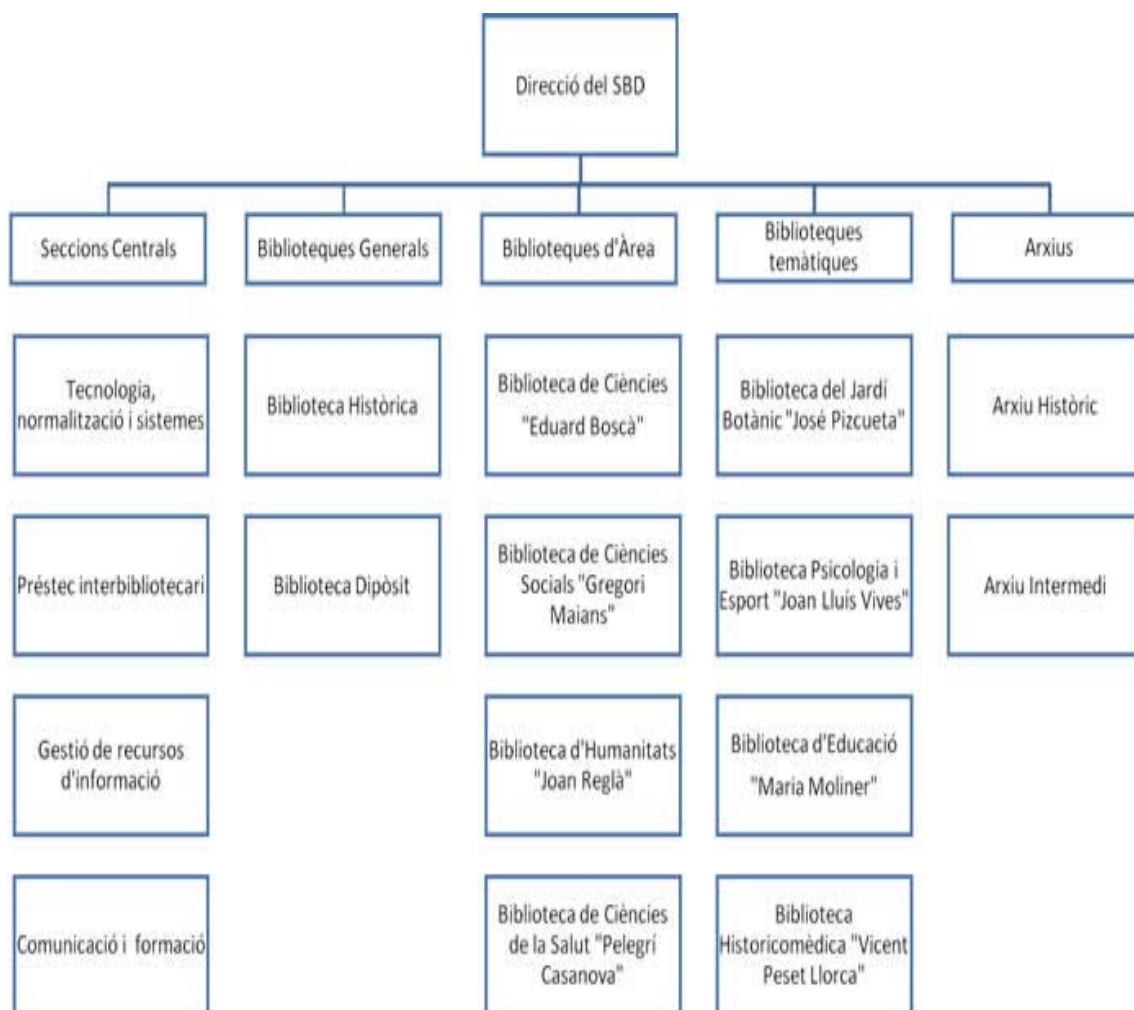 Direcció del SBD
Seccions Centrals
Biblioteques Generals
Biblioteques d'Àrea
Biblioteques
temàtiques
Arxius
Tecnologia,
normalització i sistemes
Biblioteca Històrica
Biblioteca de Ciències
"Eduard Boscà"
Biblioteca del Jardí
Botànic "José Pizcueta"
Arxiu Històric
Préstec interbibliotecari
Biblioteca Dipòsit
Biblioteca de Ciències
Socials "Gregori
Maians"
Biblioteca Psicologia i
Esport "Joan Lluís Vives"
Arxiu Intermedi
Gestió de recursos
d'informació
Biblioteca d'Humanitats
"Joan Reglà"
Biblioteca d'Educació
"Maria Moliner"
Comunicació i formació
Biblioteca de Ciències
de la Salut "Pelegrí
Casanova"
Biblioteca
Historicomèdica "Vicent
Peset Llorca"